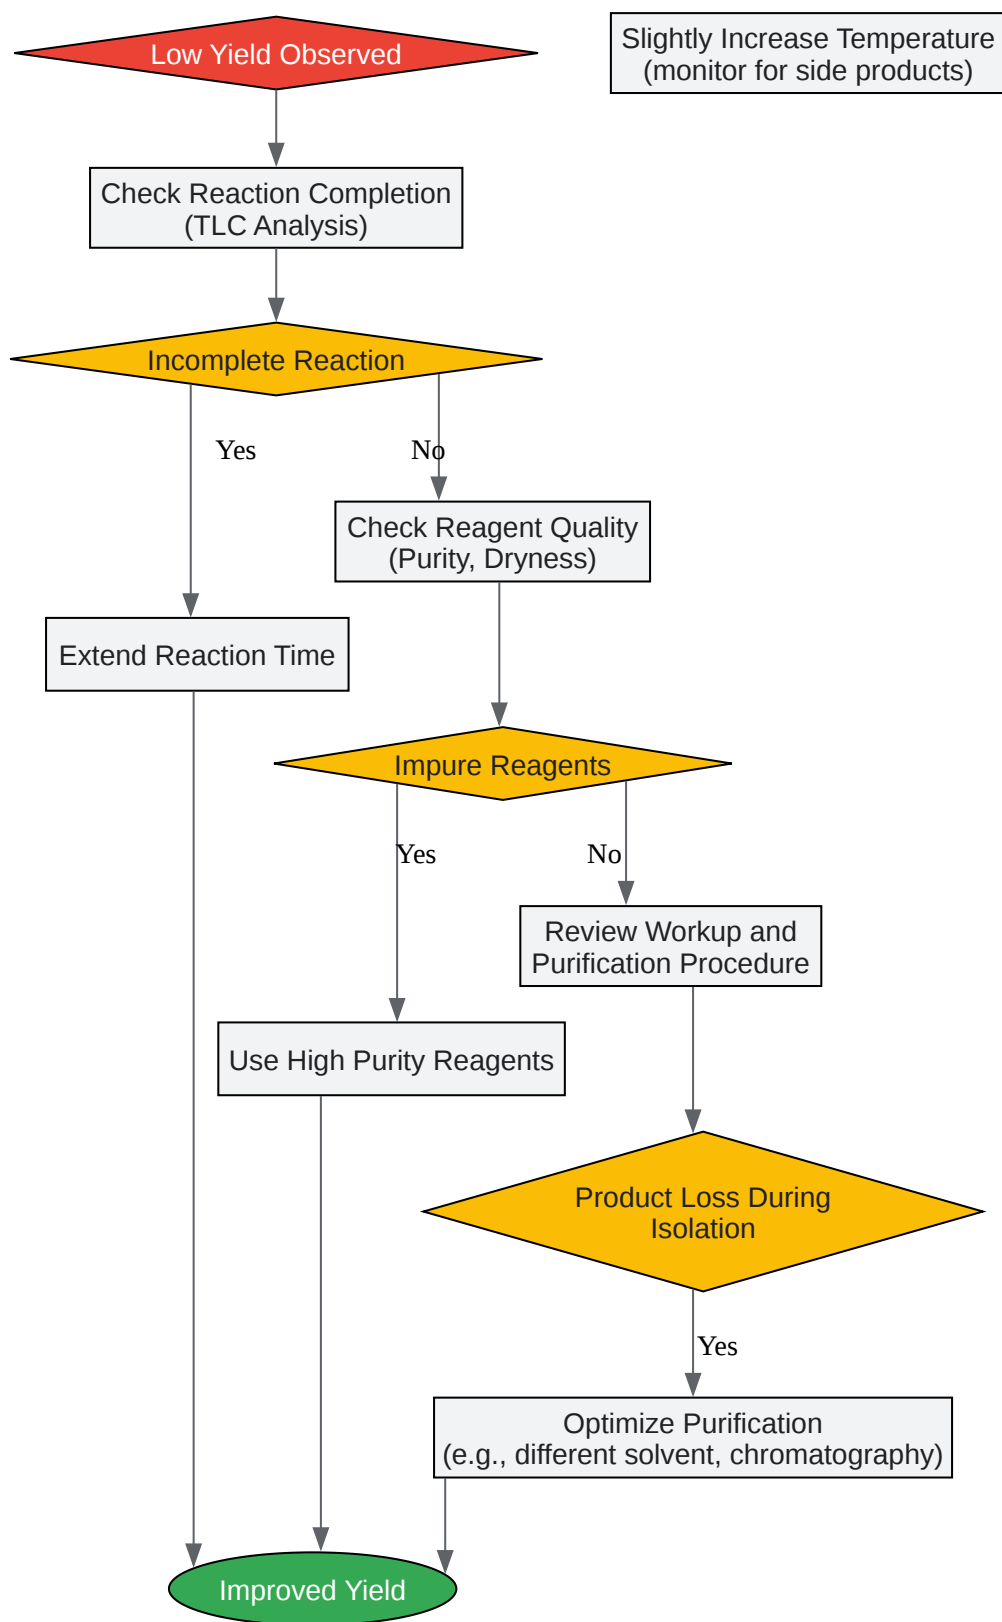 Low Yield Observed
Slightly Increase Temperature
(monitor for side products)
Check Reaction Completion
(TLC Analysis)
Incomplete Reaction
Yes
No
Check Reagent Quality
(Purity, Dryness)
Extend Reaction Time
Impure Reagents
Yes
No
Review Workup and
Purification Procedure
Use High Purity Reagents
Product Loss During
Isolation
Yes
Optimize Purification
(e.g., different solvent, chromatography)
Improved Yield